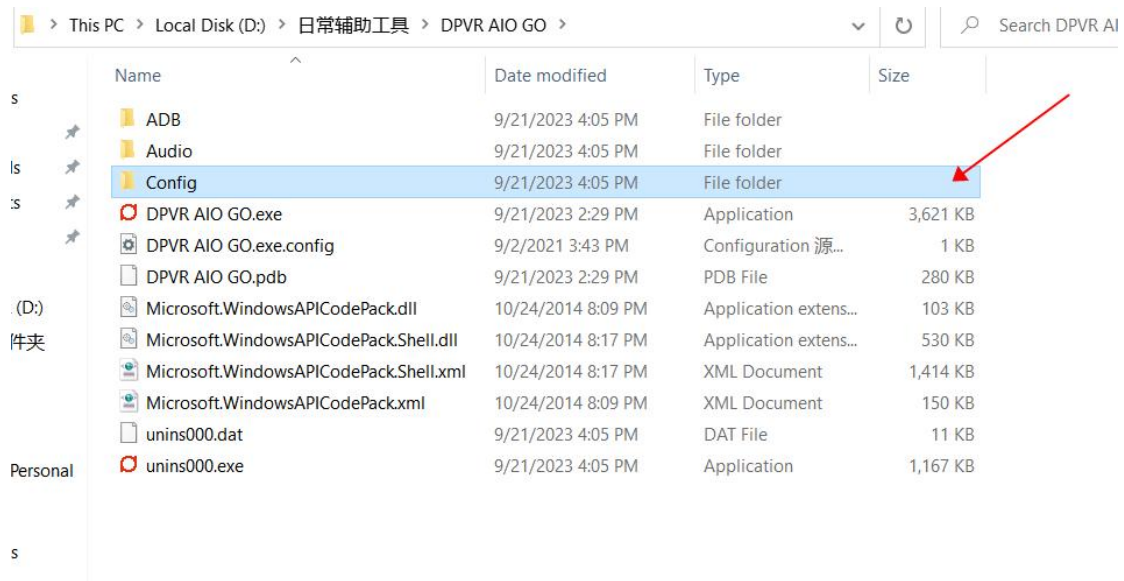 This PC > Local Disk (D:) > 日常辅助工具 > DPVR AIO GO >
Search DPVR AI
Name Date modified Type Size
s
ADB 9/21/2023 4:05 PM File folder
ls
Audio 9/21/2023 4:05 PM File folder
Config 9/21/2023 4:05 PM File folder
ts
DPVR AIO GO.exe 9/21/2023 2:29 PM Application 3,621 KB
DPVR AIO GO.exe.config 9/2/2021 3:43 PM Configuration 源... 1 KB
DPVR AIO GO.pdb 9/21/2023 2:29 PM PDB File 280 KB
(D:)
Microsoft.WindowsAPICodePack.dll 10/24/2014 8:09 PM Application extens... 103 KB
件夹
Microsoft.WindowsAPICodePack.Shell.dll 10/24/2014 8:17 PM Application extens... 530 KB
Microsoft.WindowsAPICodePack.Shell.xml 10/24/2014 8:17 PM XML Document 1,414 KB
Microsoft.WindowsAPICodePack.xml 10/24/2014 8:09 PM XML Document 150 KB
unins000.dat 9/21/2023 4:05 PM DAT File 11 KB
Personal
unins000.exe 9/21/2023 4:05 PM Application 1,167 KB
s